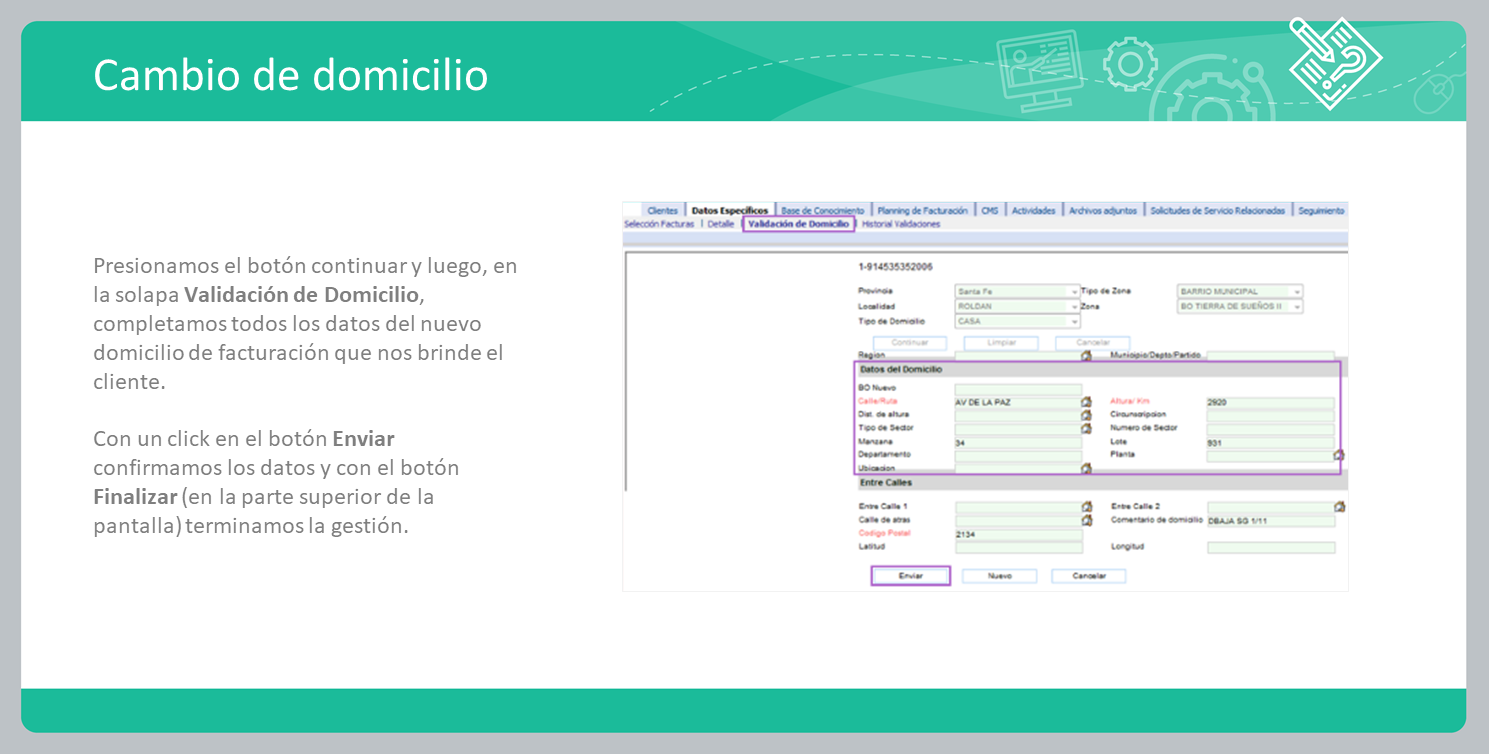 Cambio de domicilio
Presionamos el botón continuar y luego, en
la solapa Validación de Domicilio,
completamos todos los datos del nuevo
domicilio de facturación que nos brinde el
cliente.
Con un click en el botón Enviar
confirmamos los datos y con el botón
Finalizar (en la parte superior de la
pantalla) terminamos la gestión.
Clientes | Datos Específicos | Base de Conocimiento | Planning de Facturación | CMS | Actividades | Archivos adjuntos | Solicitudes de Servicio Relacionadas | Seguimiento
Selección Facturas | Detalle | Validación de Domicilio | Historial Validaciones
1-914535352006
Provincia Santa Fe Tipo de Zona BARRIO MUNICIPAL
Localidad ROLDAN Zona BO TIERRA DE SUEÑOS II
Tipo de Domicilio CASA
Continuar Limpiar Cancelar
Region Municipio/Depto/Partido
Datos del Domicilio
BO Nuevo
Calle/Ruta AV DE LA PAZ Altura/ Km 2920
Dist. de altura Circunscripcion
Tipo de Sector Numero de Sector
Manzana 34 Lote 931
Departamento Planta
Ubicacion
Entre Calles
Entre Calle 1 Entre Calle 2
Calle de atras Comentario de domicilio DBAJA SG 1/11
Codigo Postal 2134
Latitud Longitud
Enviar Nuevo Cancelar